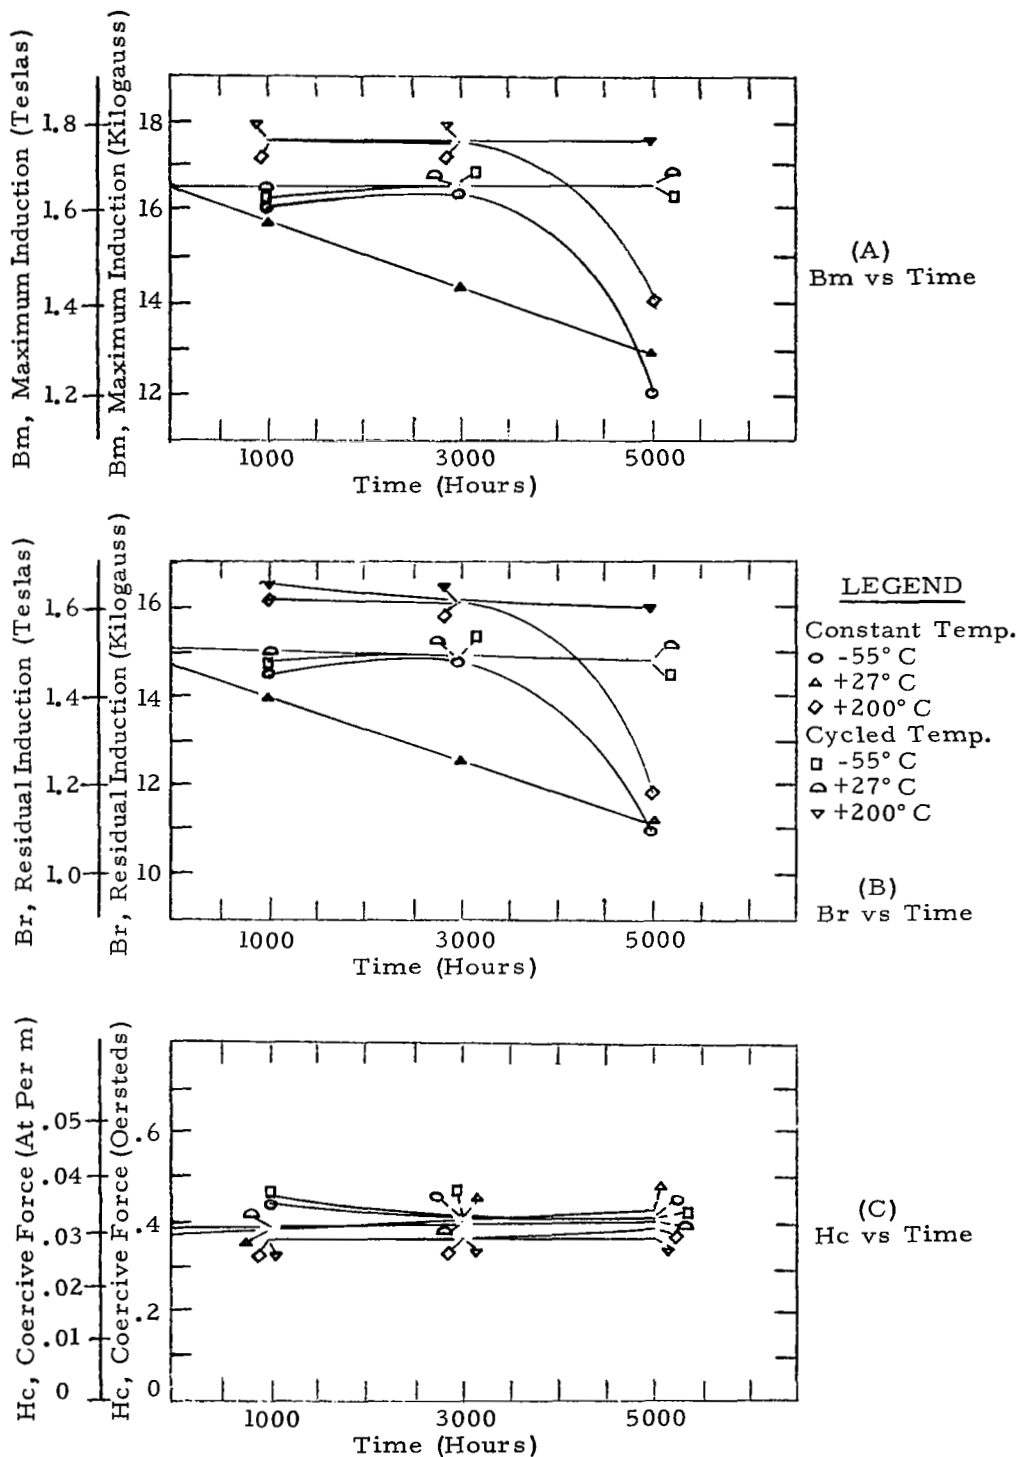 Bm, Maximum Induction (Teslas)
1.8
1.6
1.4
1.2
Bm, Maximum Induction (Kilogauss)
18
16
14
12
1000 3000 5000
Time (Hours)
(A)
Bm vs Time
Br, Residual Induction (Teslas)
1.6
1.4
1.2
1.0
Br, Residual Induction (Kilogauss)
16
14
12
10
1000 3000 5000
Time (Hours)
LEGEND
Constant Temp.
-55° C
+27° C
+200° C
Cycled Temp.
-55° C
+27° C
+200° C
(B)
Br vs Time
Hc, Coercive Force (At Per m)
.05
.04
.03
.02
.01
0
Hc, Coercive Force (Oersteds)
.6
.4
.2
0
1000 3000 5000
Time (Hours)
(C)
Hc vs Time